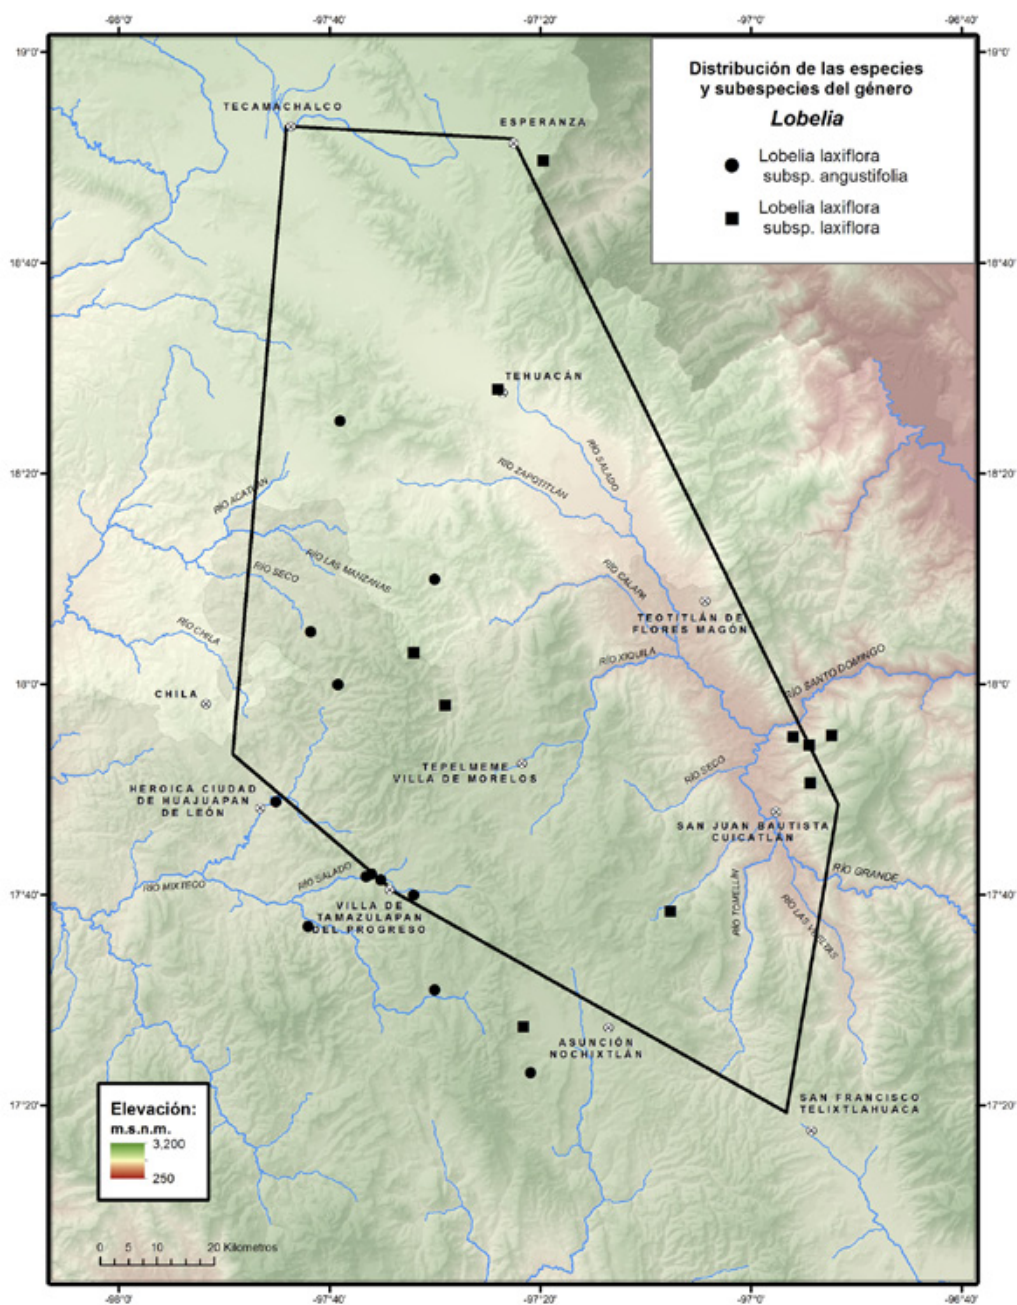 -98°0'
-97°40'
-97°20'
-97°0'
-96°40'
19°0'
19°0'
Distribución de las especies
y subespecies del género
Lobelia
Lobelia laxiflora
subsp. angustifolia
Lobelia laxiflora
subsp. laxiflora
TECAMACHALCO
ESPERANZA
18°40'
18°40'
TEHUACÁN
RÍO SALADO
RÍO ZAPOTITLÁN
18°20'
18°20'
RÍO ACATLÁN
RÍO LAS MANZANAS
RÍO SECO
RÍO CALAPA
TEOTITLÁN DE
FLORES MAGÓN
RÍO CHILA
RÍO XIQUILA
RÍO SANTO DOMINGO
18°0'
18°0'
CHILA
TEPELMEME
VILLA DE MORELOS
RÍO SECO
HEROICA CIUDAD
DE HUAJUAPAN
DE LEÓN
SAN JUAN BAUTISTA
CUICATLÁN
RÍO GRANDE
RÍO SALADO
RÍO MIXTECO
17°40'
17°40'
VILLA DE
TAMAZULAPAN
DEL PROGRESO
RÍO TOMELLÍN
RÍO LAS VUELTAS
ASUNCIÓN
NOCHIXTLÁN
17°20'
17°20'
SAN FRANCISCO
TELIXTLAHUACA
Elevación:
m.s.n.m.
3,200
250
0 5 10 20 Kilometros
-98°0'
-97°40'
-97°20'
-97°0'
-96°40'